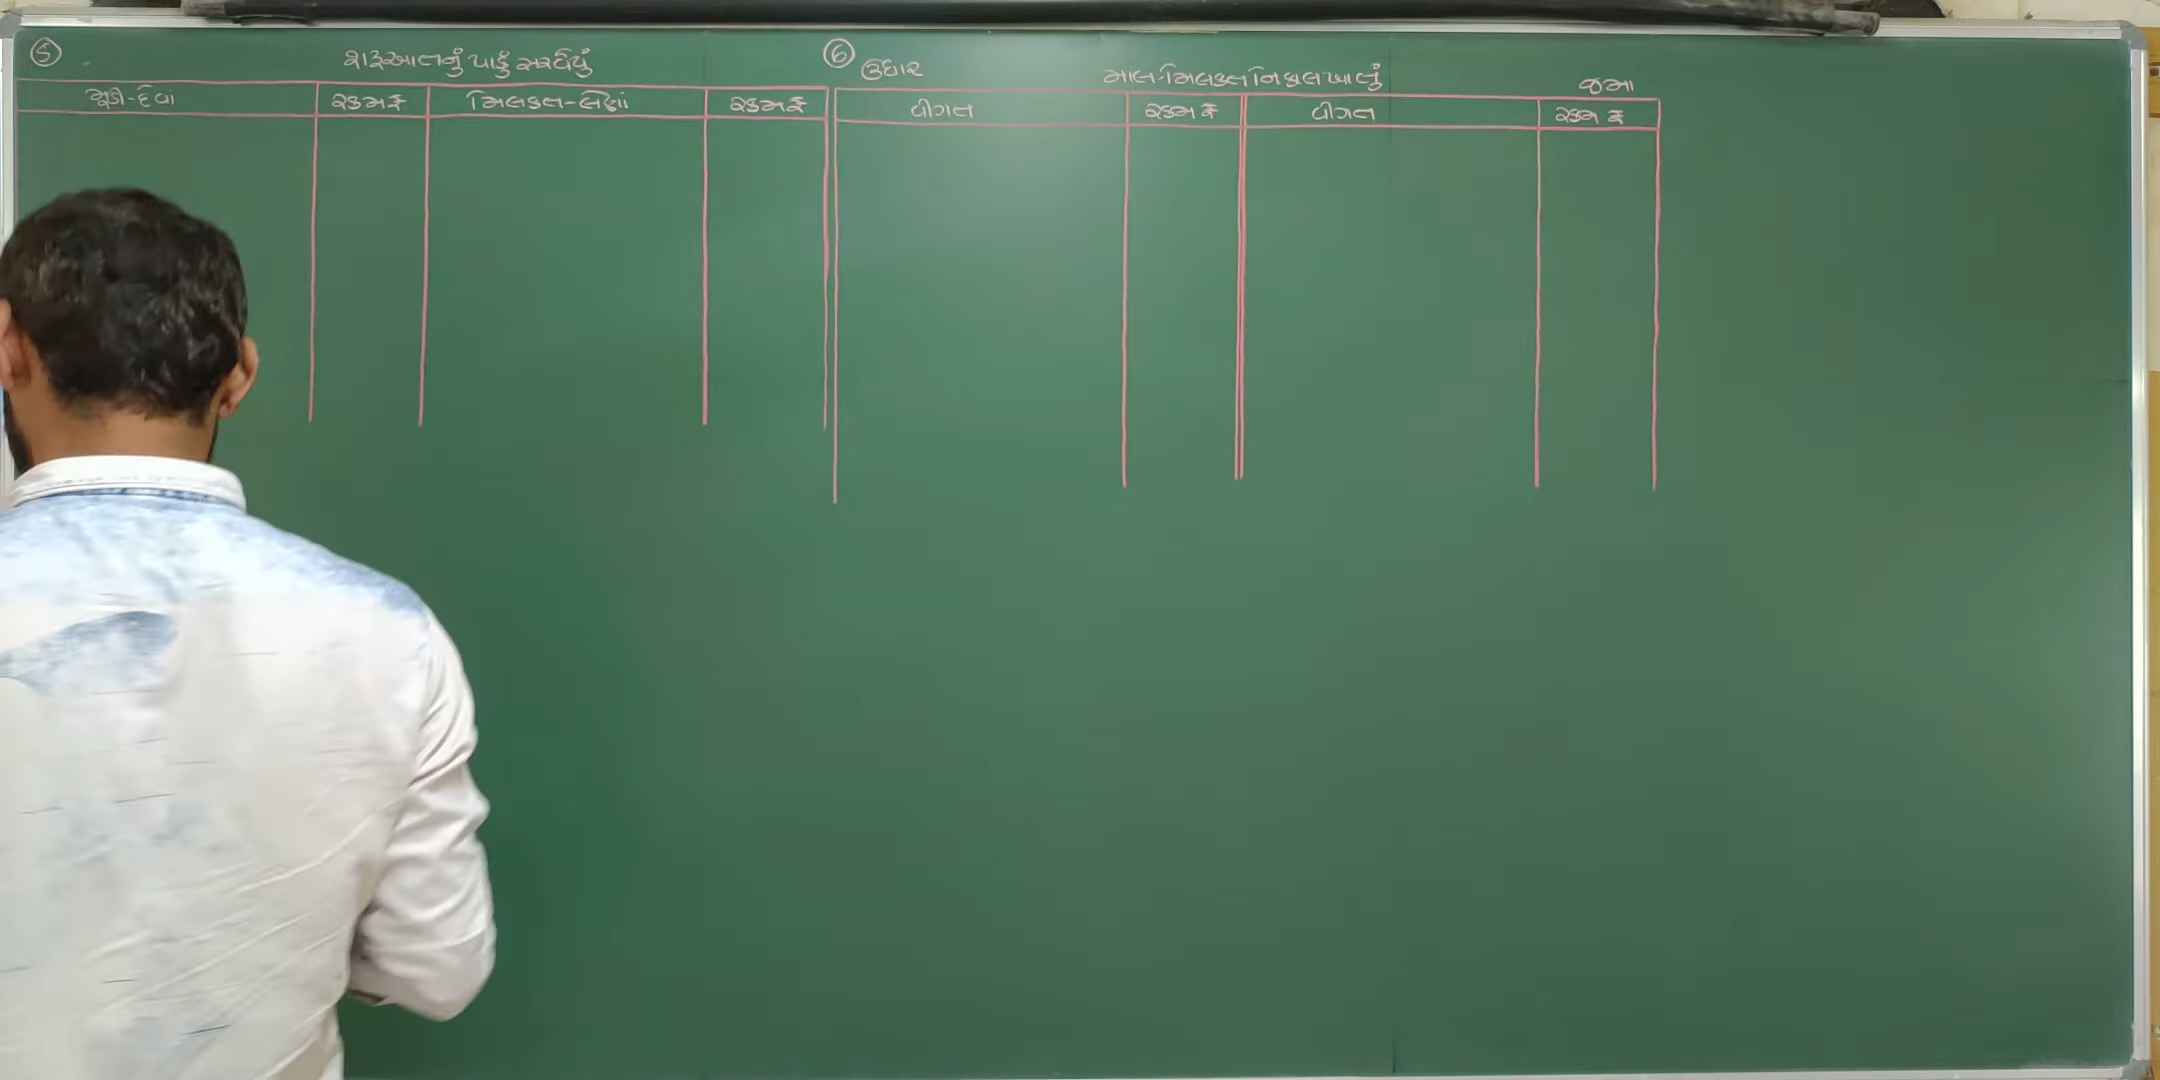 ⑤ શરૂઆતનું પાકું સરવૈયું
મૂડી-દેવા રકમ ₹ મિલકત-લેણાં રકમ ₹
⑥ ઉધાર માલ-મિલકત નિકાલ ખાતું જમા
વીગત રકમ ₹ વીગત રકમ ₹